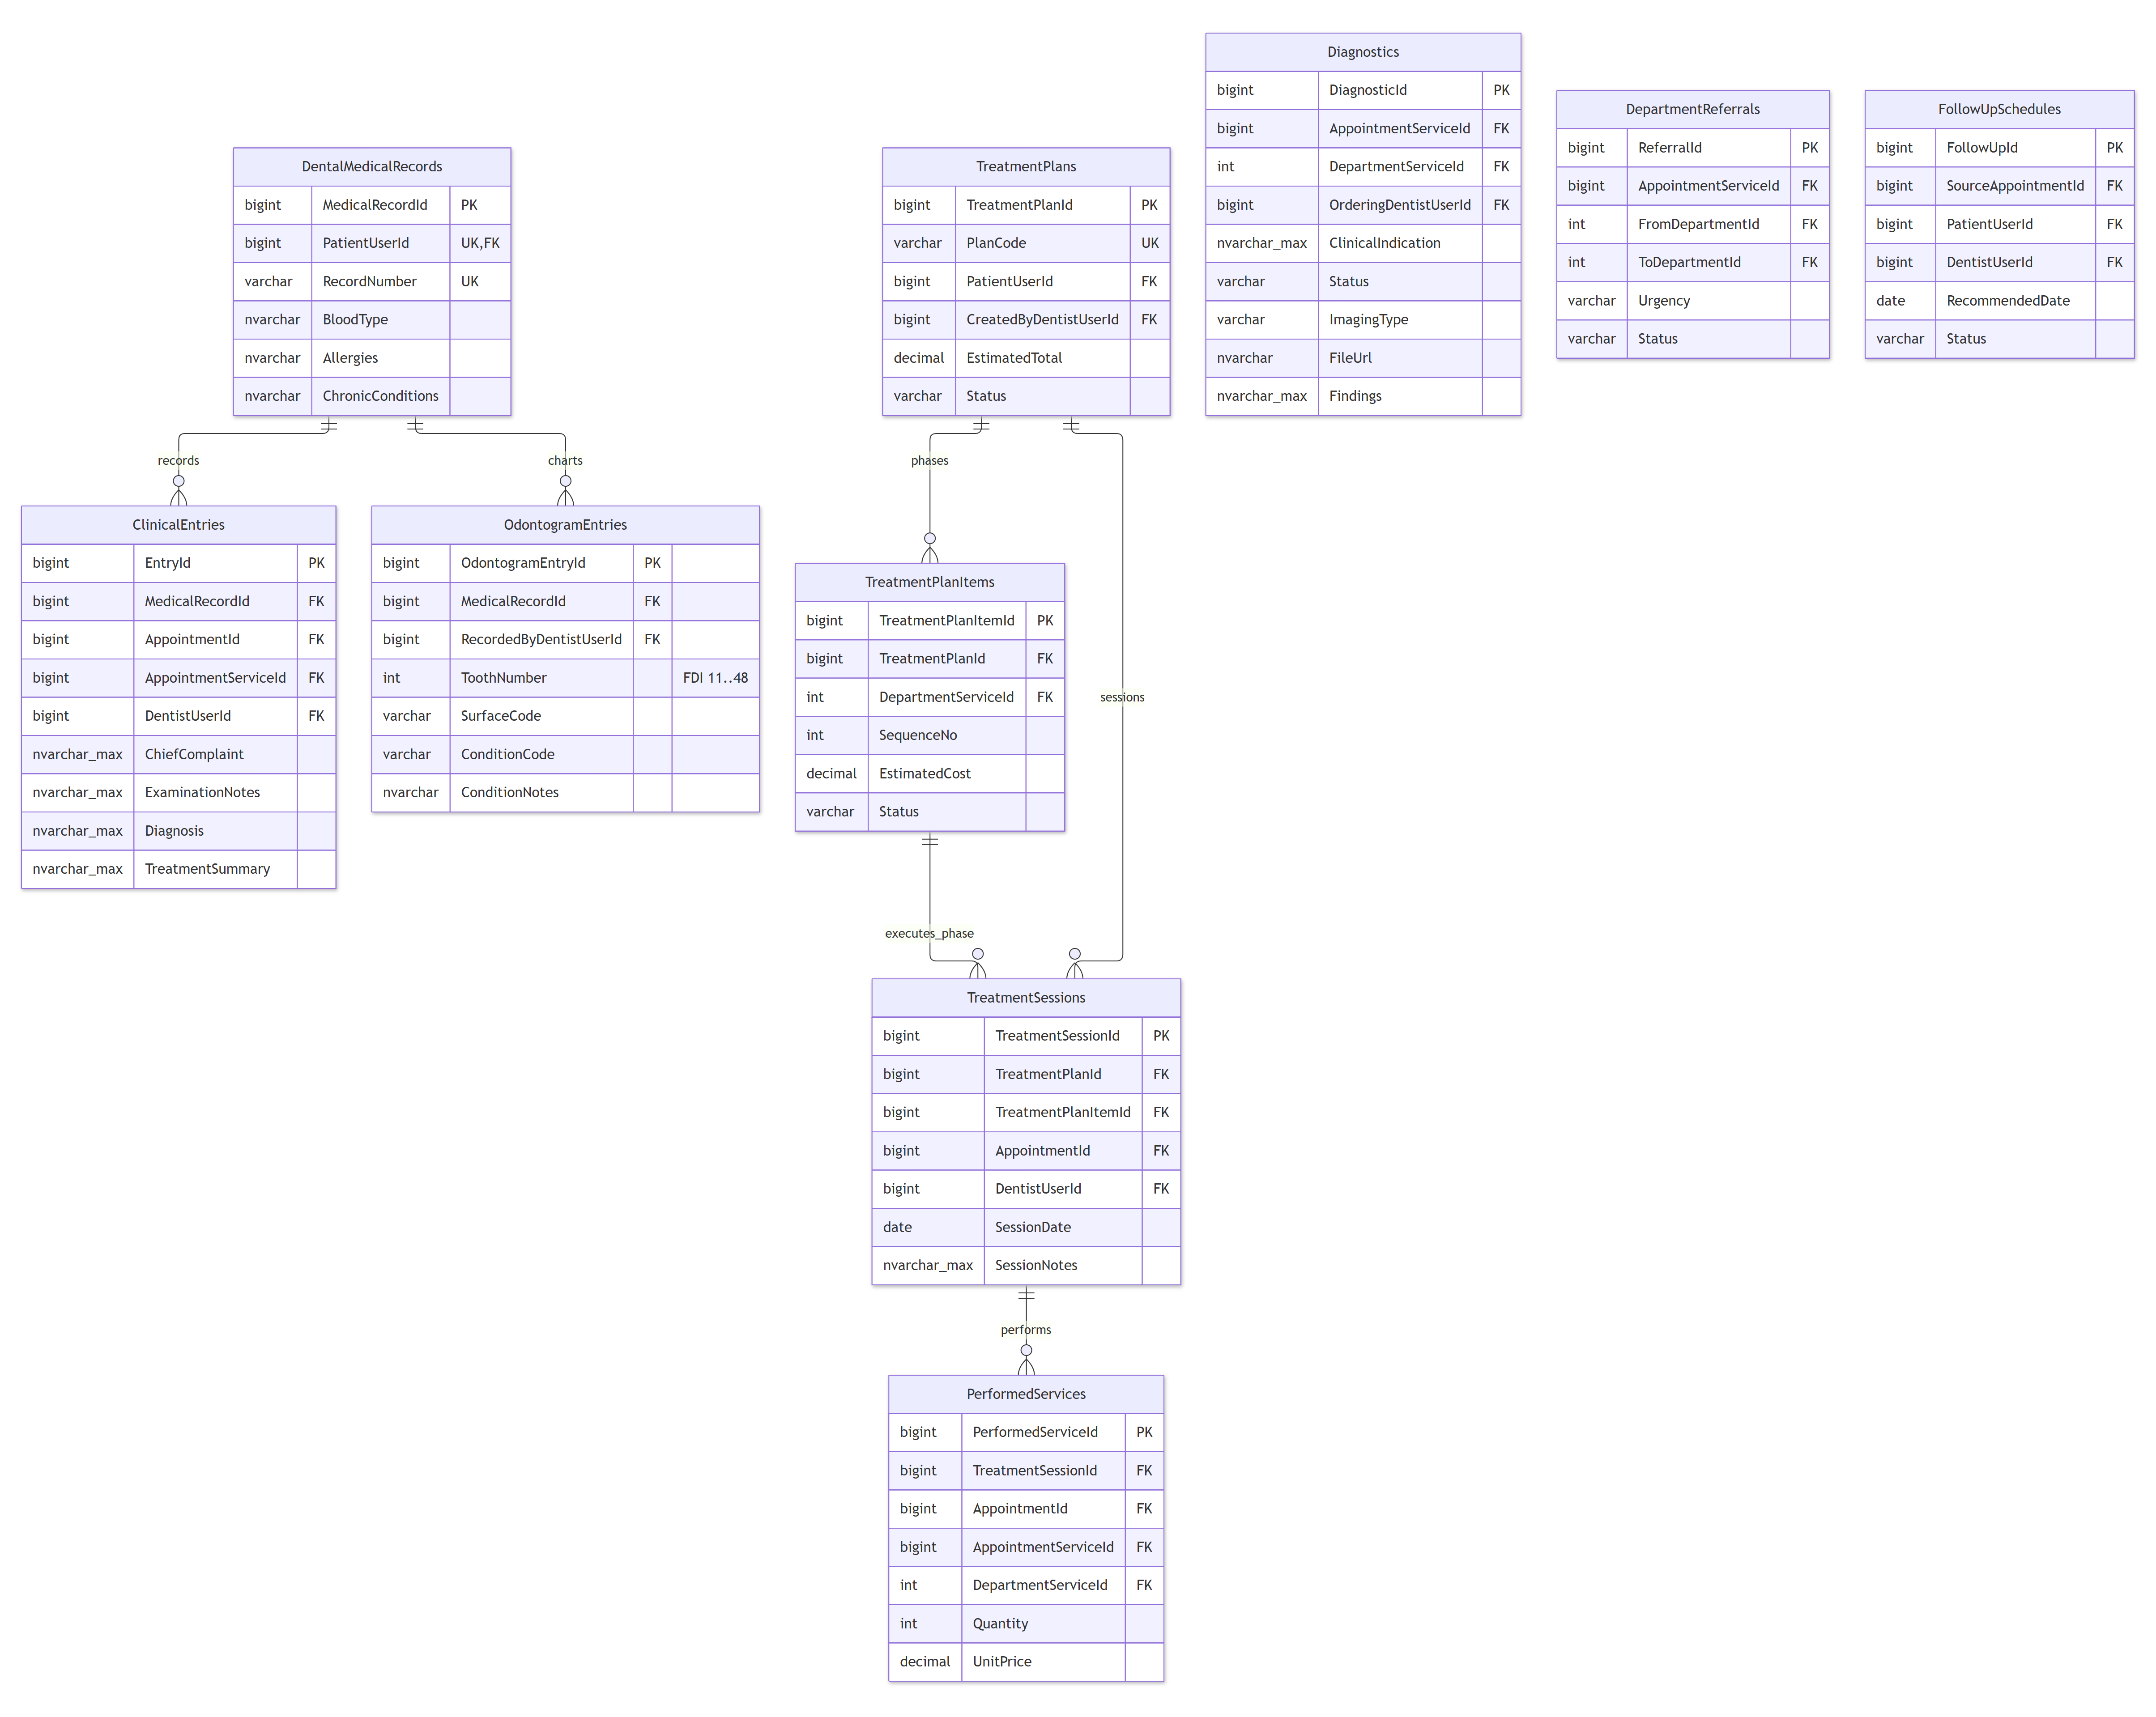 DentalMedicalRecords
bigint MedicalRecordId PK
bigint PatientUserId UK,FK
varchar RecordNumber UK
nvarchar BloodType
nvarchar Allergies
nvarchar ChronicConditions
TreatmentPlans
bigint TreatmentPlanId PK
varchar PlanCode UK
bigint PatientUserId FK
bigint CreatedByDentistUserId FK
decimal EstimatedTotal
varchar Status
Diagnostics
bigint DiagnosticId PK
bigint AppointmentServiceId FK
int DepartmentServiceId FK
bigint OrderingDentistUserId FK
nvarchar_max ClinicalIndication
varchar Status
varchar ImagingType
nvarchar FileUrl
nvarchar_max Findings
DepartmentReferrals
bigint ReferralId PK
bigint AppointmentServiceId FK
int FromDepartmentId FK
int ToDepartmentId FK
varchar Urgency
varchar Status
FollowUpSchedules
bigint FollowUpId PK
bigint SourceAppointmentId FK
bigint PatientUserId FK
bigint DentistUserId FK
date RecommendedDate
varchar Status
records
charts
phases
sessions
ClinicalEntries
bigint EntryId PK
bigint MedicalRecordId FK
bigint AppointmentId FK
bigint AppointmentServiceId FK
bigint DentistUserId FK
nvarchar_max ChiefComplaint
nvarchar_max ExaminationNotes
nvarchar_max Diagnosis
nvarchar_max TreatmentSummary
OdontogramEntries
bigint OdontogramEntryId PK
bigint MedicalRecordId FK
bigint RecordedByDentistUserId FK
int ToothNumber FDI 11..48
varchar SurfaceCode
varchar ConditionCode
nvarchar ConditionNotes
TreatmentPlanItems
bigint TreatmentPlanItemId PK
bigint TreatmentPlanId FK
int DepartmentServiceId FK
int SequenceNo
decimal EstimatedCost
varchar Status
executes_phase
TreatmentSessions
bigint TreatmentSessionId PK
bigint TreatmentPlanId FK
bigint TreatmentPlanItemId FK
bigint AppointmentId FK
bigint DentistUserId FK
date SessionDate
nvarchar_max SessionNotes
performs
PerformedServices
bigint PerformedServiceId PK
bigint TreatmentSessionId FK
bigint AppointmentId FK
bigint AppointmentServiceId FK
int DepartmentServiceId FK
int Quantity
decimal UnitPrice